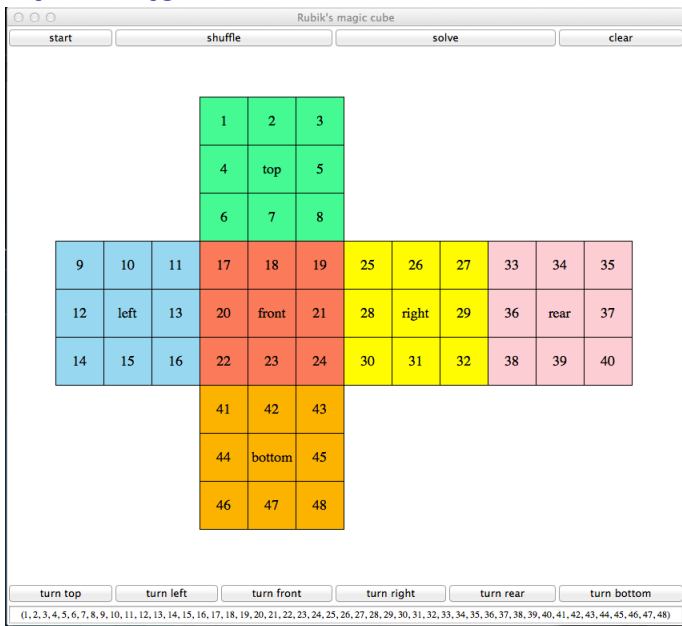 Rubik's magic cube
start shuffle solve clear
1 2 3
4 top 5
6 7 8
9 10 11 17 18 19 25 26 27 33 34 35
12 left 13 20 front 21 28 right 29 36 rear 37
14 15 16 22 23 24 30 31 32 38 39 40
41 42 43
44 bottom 45
46 47 48
turn top turn left turn front turn right turn rear turn bottom
(1, 2, 3, 4, 5, 6, 7, 8, 9, 10, 11, 12, 13, 14, 15, 16, 17, 18, 19, 20, 21, 22, 23, 24, 25, 26, 27, 28, 29, 30, 31, 32, 33, 34, 35, 36, 37, 38, 39, 40, 41, 42, 43, 44, 45, 46, 47, 48)